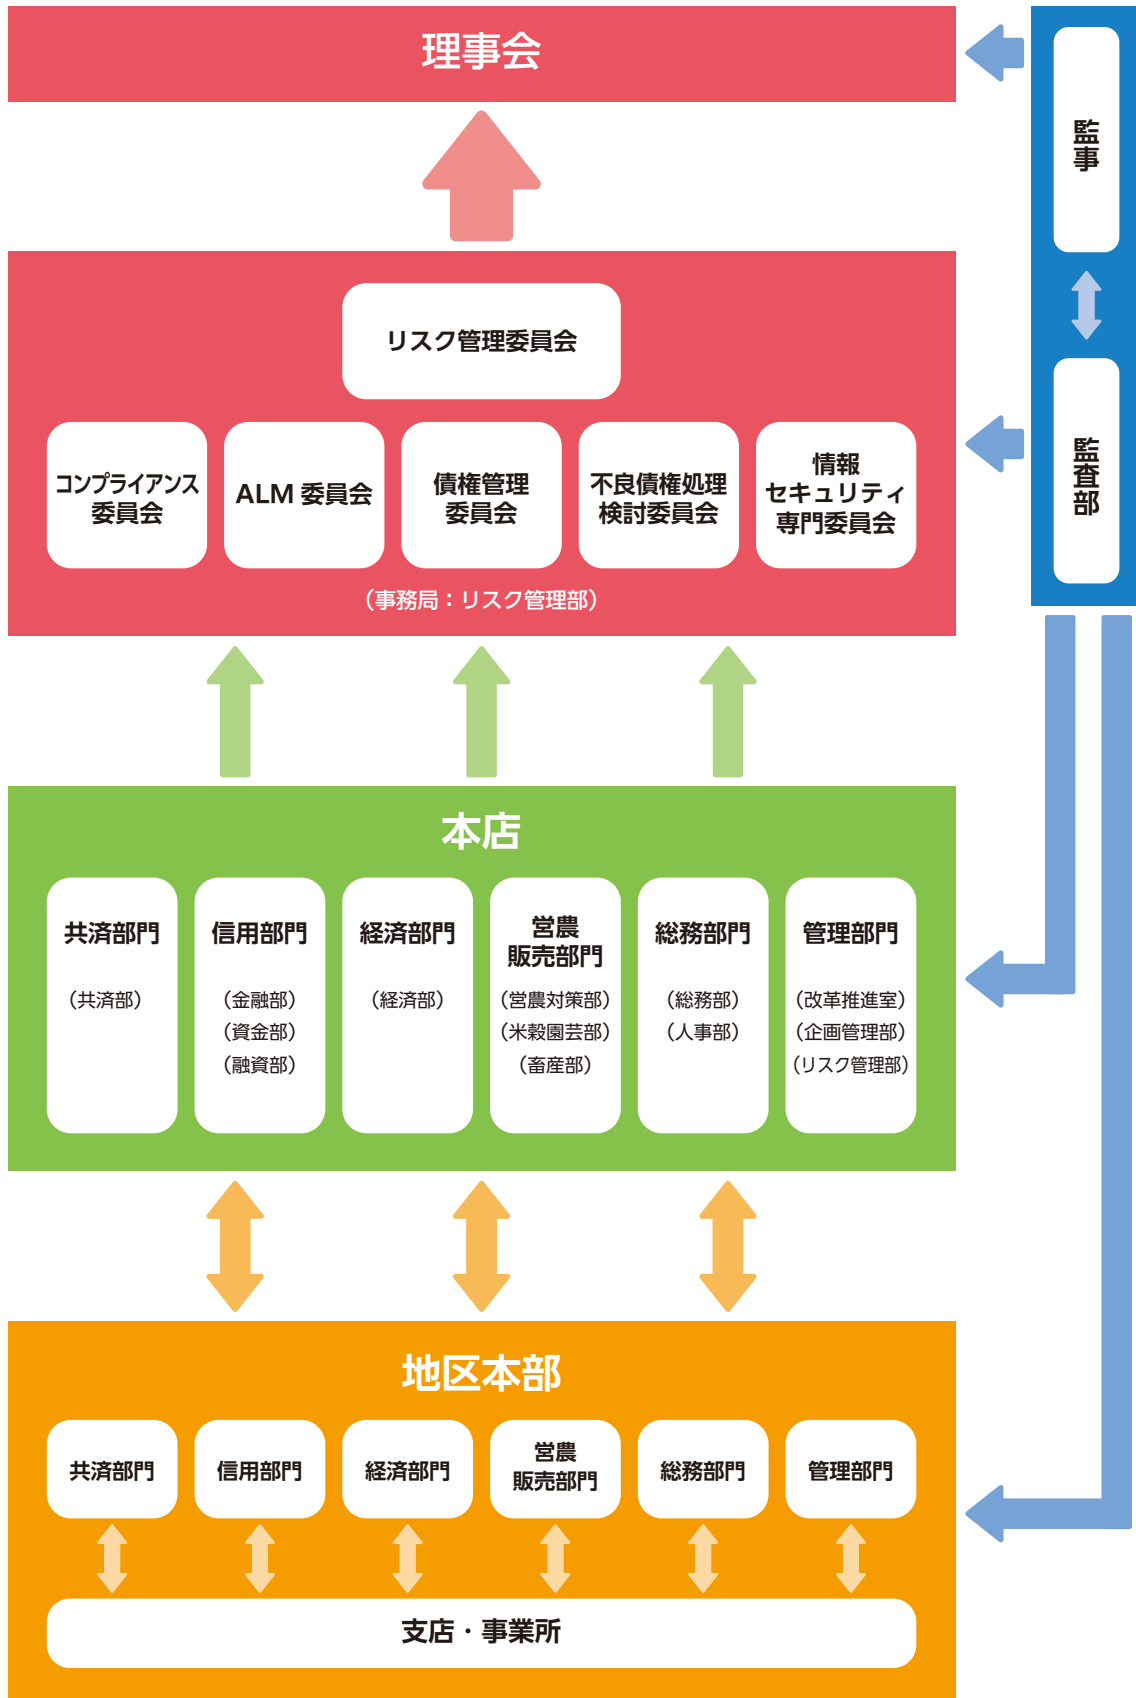 理事会
監事
監査部
リスク管理委員会
コンプライアンス
委員会
ALM 委員会
債権管理
委員会
不良債権処理
検討委員会
情報
セキュリティ
専門委員会
（事務局：リスク管理部）
本店
共済部門
（共済部）
信用部門
（金融部）
（資金部）
（融資部）
経済部門
（経済部）
営農
販売部門
（営農対策部）
（米穀園芸部）
（畜産部）
総務部門
（総務部）
（人事部）
管理部門
（改革推進室）
（企画管理部）
（リスク管理部）
地区本部
共済部門
信用部門
経済部門
営農
販売部門
総務部門
管理部門
支店・事業所